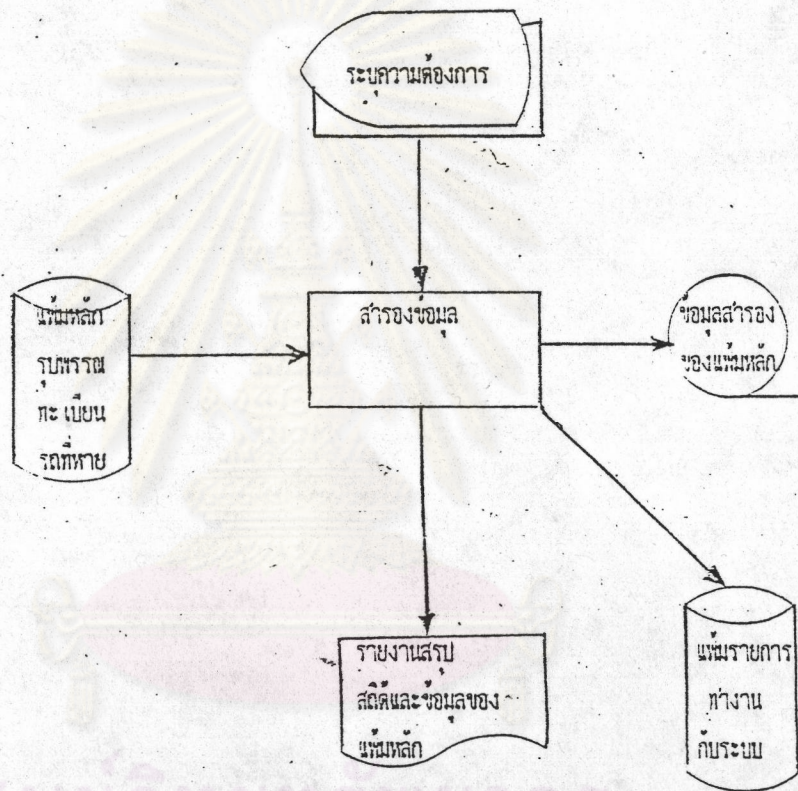 ระบุความต้องการ
แฟ้มหลัก
รูปพรรณ
ทะเบียน
รถที่หาย
สำรองข้อมูล
ข้อมูลสำรอง
ของแฟ้มหลัก
รายงานสรุป
สถิติและข้อมูลของ
แฟ้มหลัก
แฟ้มรายการ
ทำงาน
กับระบบ